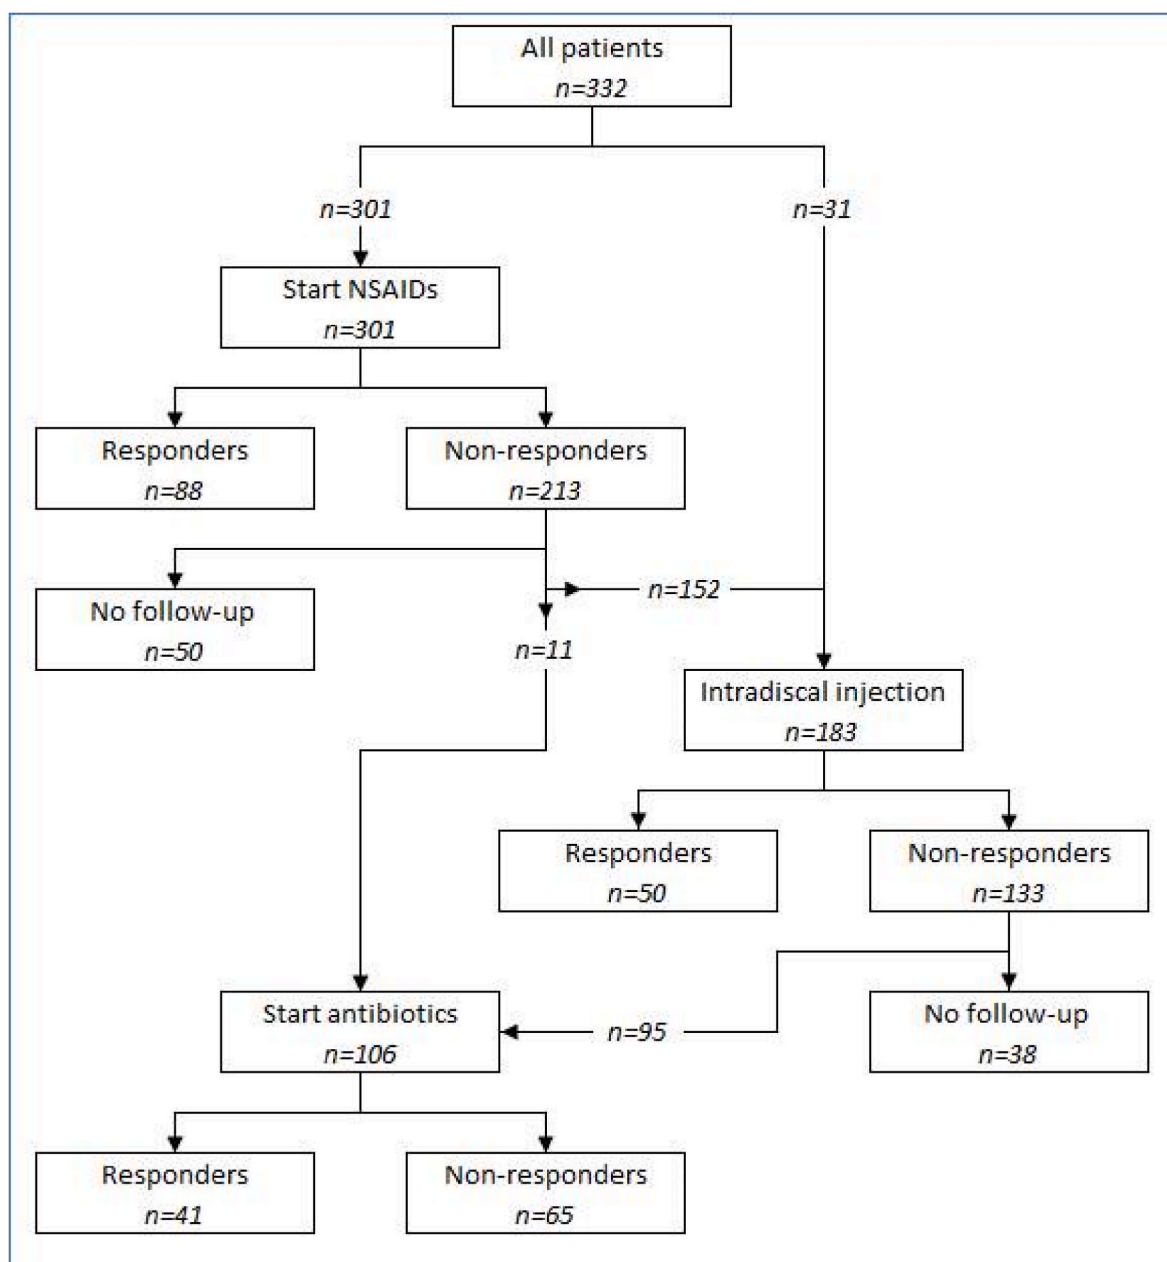 All patients
n=332
n=301
n=31
Start NSAIDs
n=301
Responders
n=88
Non-responders
n=213
n=152
No follow-up
n=50
n=11
Intradiscal injection
n=183
Responders
n=50
Non-responders
n=133
Start antibiotics
n=106
n=95
No follow-up
n=38
Responders
n=41
Non-responders
n=65